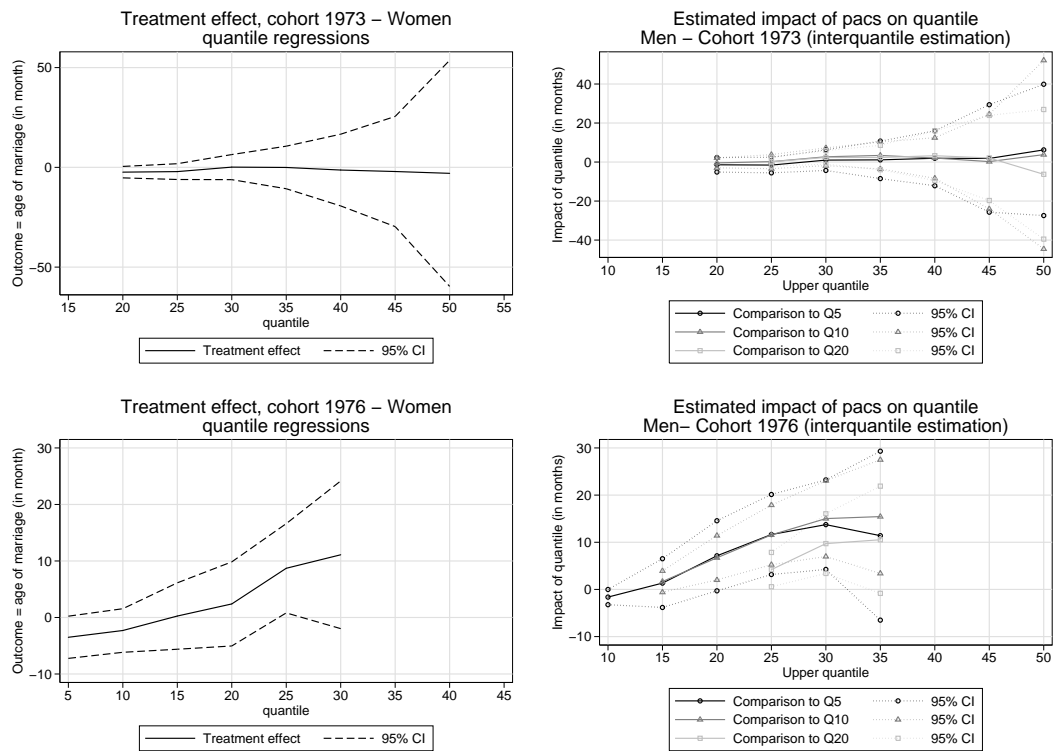 Treatment effect, cohort 1973 – Women
quantile regressions
Outcome = age of marriage (in month)
50
0
−50
15 20 25 30 35 40 45 50 55
quantile
Treatment effect 95% CI
Estimated impact of pacs on quantile
Men – Cohort 1973 (interquantile estimation)
Impact of quantile (in months)
40
20
0
−20
−40
10 15 20 25 30 35 40 45 50
Upper quantile
Comparison to Q5 95% CI
Comparison to Q10 95% CI
Comparison to Q20 95% CI
Treatment effect, cohort 1976 – Women
quantile regressions
Outcome = age of marriage (in month)
30
20
10
0
−10
5 10 15 20 25 30 35 40 45
quantile
Treatment effect 95% CI
Estimated impact of pacs on quantile
Men– Cohort 1976 (interquantile estimation)
Impact of quantile (in months)
30
20
10
0
−10
10 15 20 25 30 35 40 45 50
Upper quantile
Comparison to Q5 95% CI
Comparison to Q10 95% CI
Comparison to Q20 95% CI